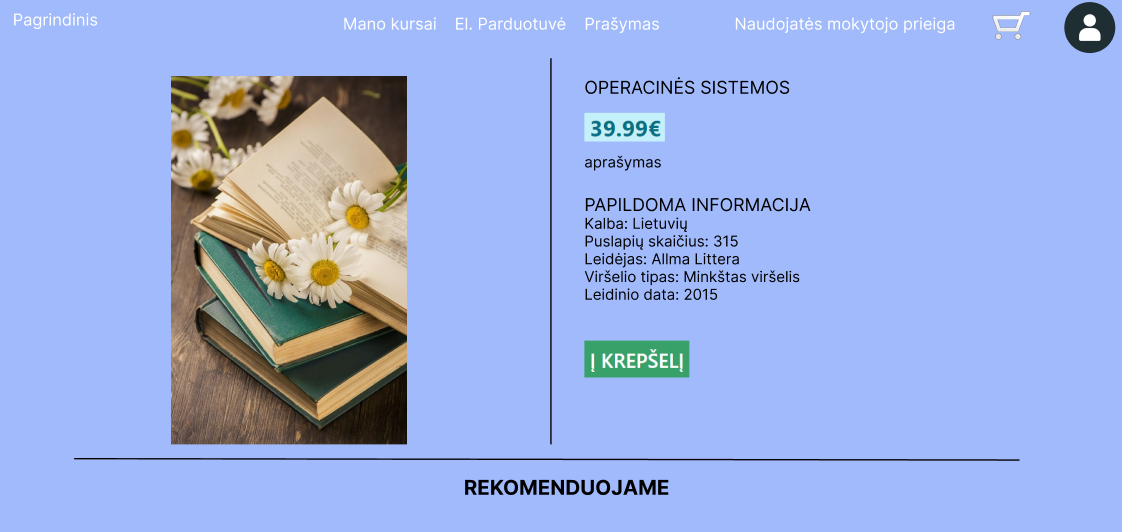 Pagrindinis
Mano kursai
El. Parduotuvė
Prašymas
Naudojatės mokytojo prieiga
OPERACINĖS SISTEMOS
39.99€
aprašymas
PAPILDOMA INFORMACIJA
Kalba: Lietuvių
Puslapių skaičius: 315
Leidėjas: Allma Littera
Viršelio tipas: Minkštas viršelis
Leidinio data: 2015
Į KREPŠELĮ
REKOMENDUOJAME